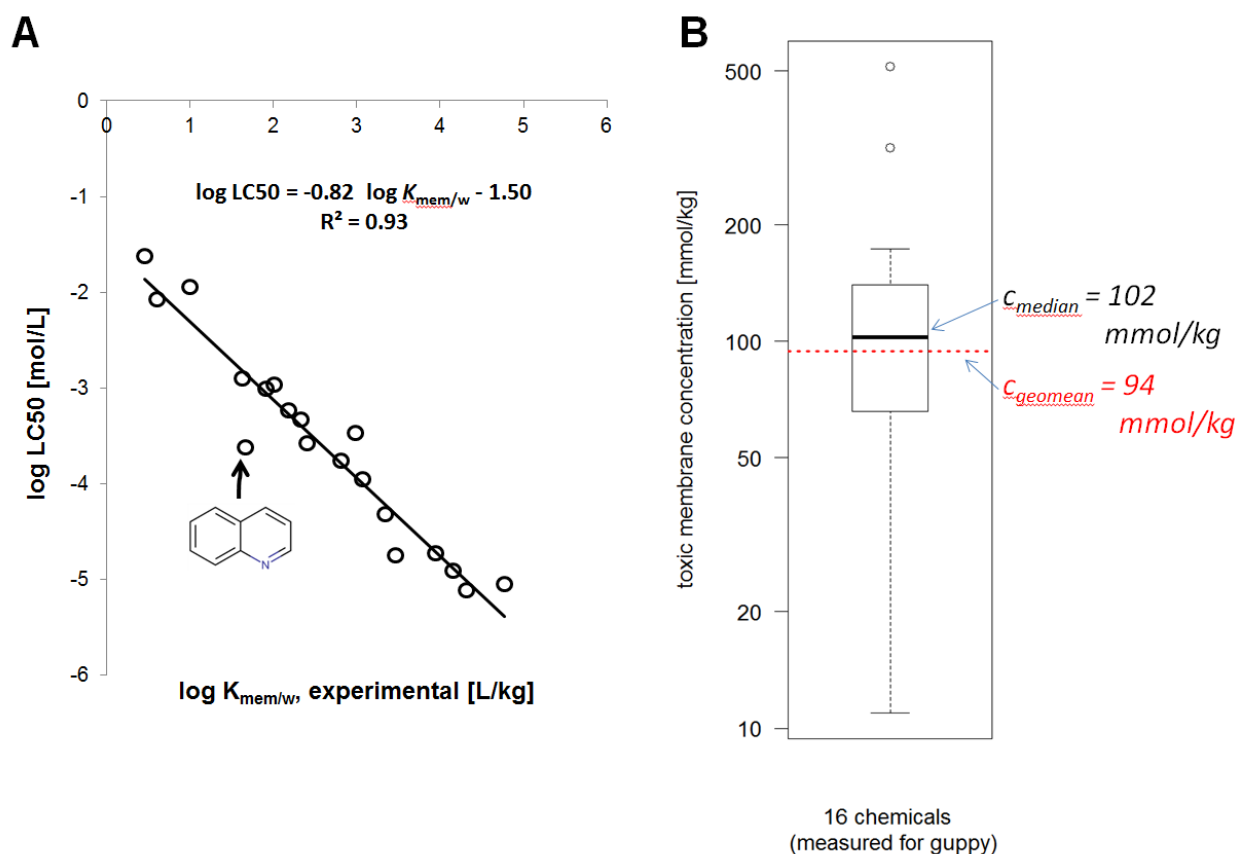 A
0
0
1
2
3
4
5
6
-1
-2
-3
-4
-5
-6
log LC50 = -0.82 log Kmem/w - 1.50
R² = 0.93
N
log LC50 [mol/L]
log Kmem/w, experimental [L/kg]
B
500
200
100
50
20
10
toxic membrane concentration [mmol/kg]
cmedian = 102
mmol/kg
cgeomean = 94
mmol/kg
16 chemicals
(measured for guppy)